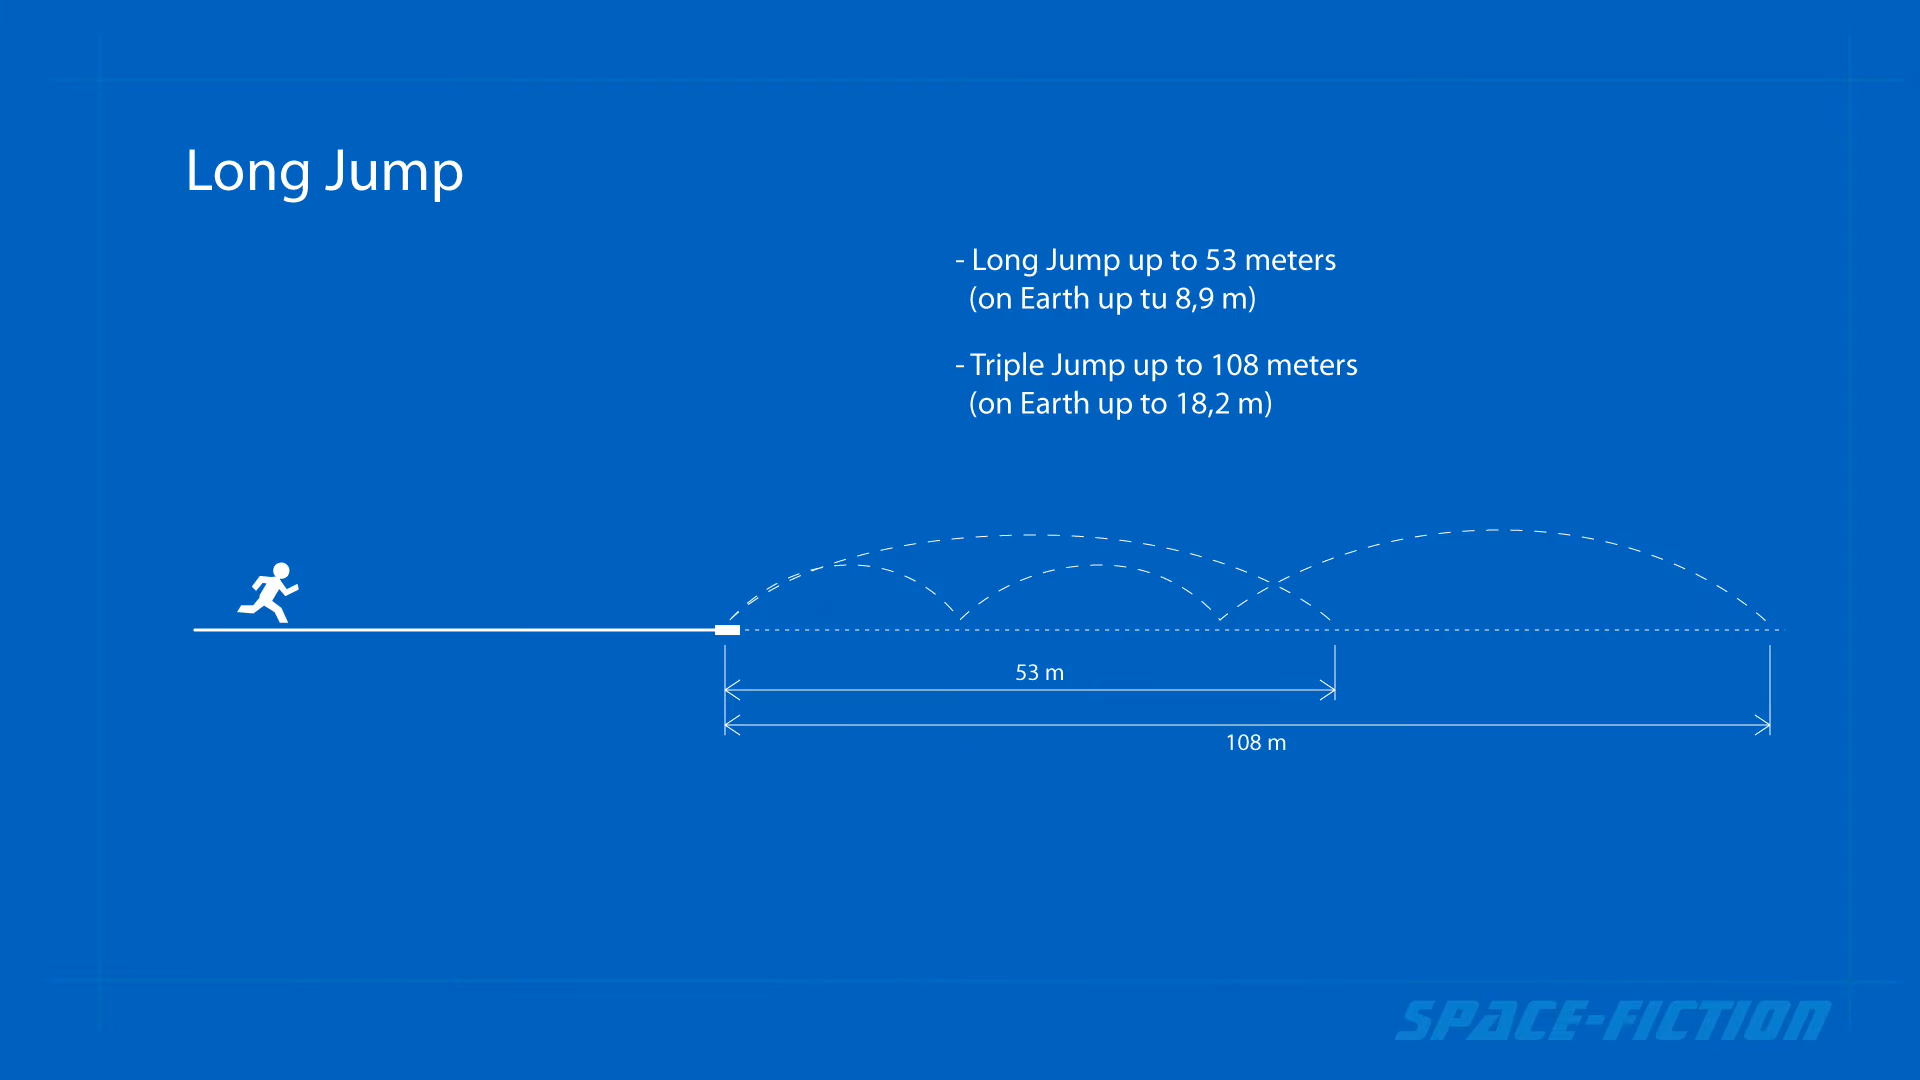 Long Jump
- Long Jump up to 53 meters
(on Earth up tu 8,9 m)
- Triple Jump up to 108 meters
(on Earth up to 18,2 m)
53 m
108 m
SPACE-FICTION